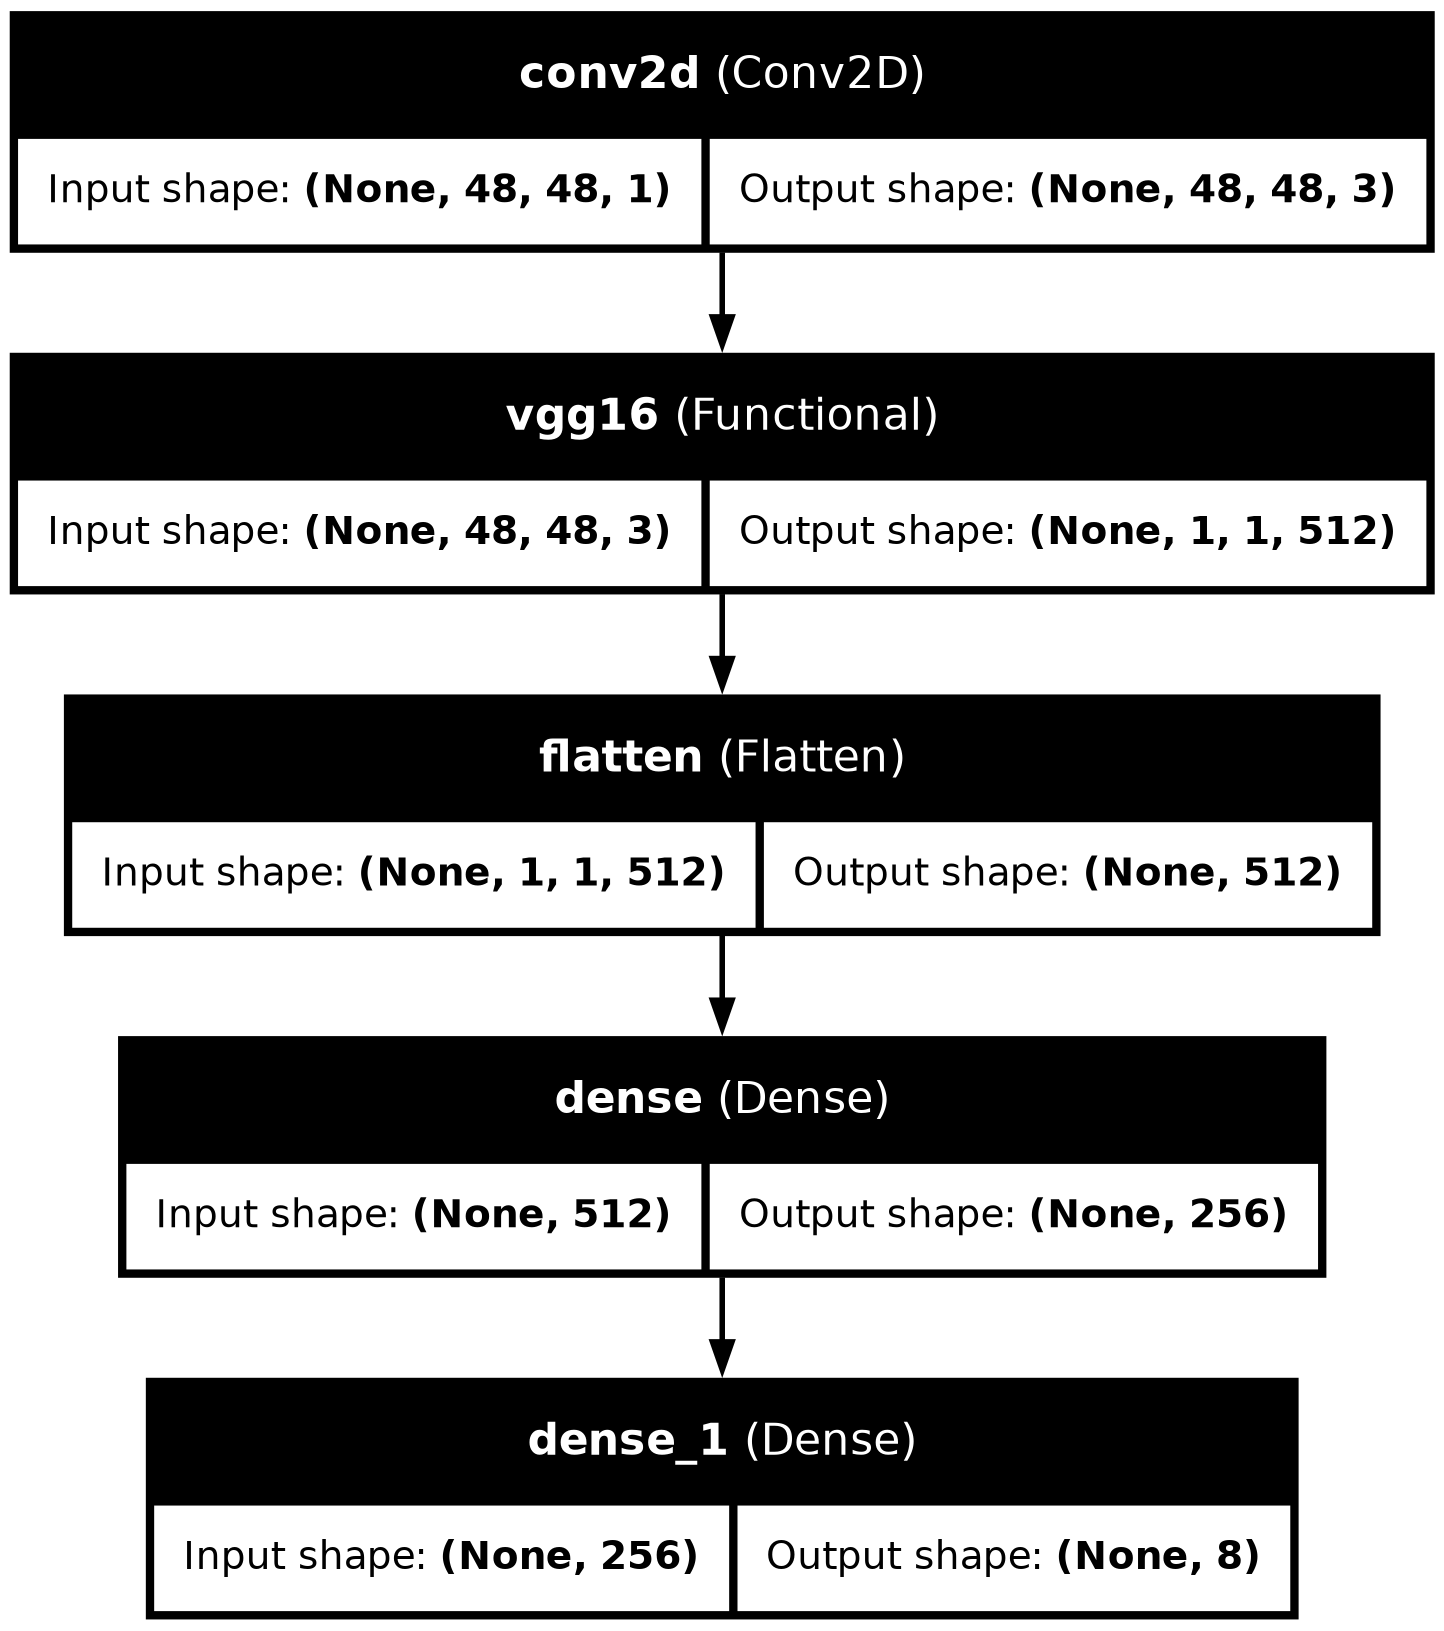 conv2d (Conv2D)
Input shape: (None, 48, 48, 1) Output shape: (None, 48, 48, 3)
vgg16 (Functional)
Input shape: (None, 48, 48, 3) Output shape: (None, 1, 1, 512)
flatten (Flatten)
Input shape: (None, 1, 1, 512) Output shape: (None, 512)
dense (Dense)
Input shape: (None, 512) Output shape: (None, 256)
dense_1 (Dense)
Input shape: (None, 256) Output shape: (None, 8)